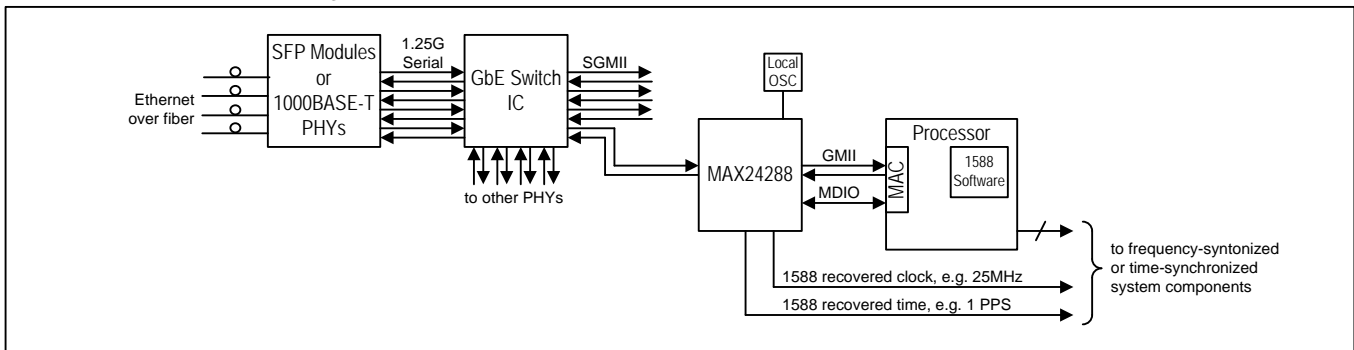 Ethernet
over fiber
SFP Modules
or
1000BASE-T
PHYs
1.25G
Serial
GbE Switch
IC
SGMII
to other PHYs
Local
OSC
MAX24288
GMII
MDIO
Processor
MAC
1588
Software
1588 recovered clock, e.g. 25MHz
1588 recovered time, e.g. 1 PPS
to frequency-syntonized
or time-synchronized
system components